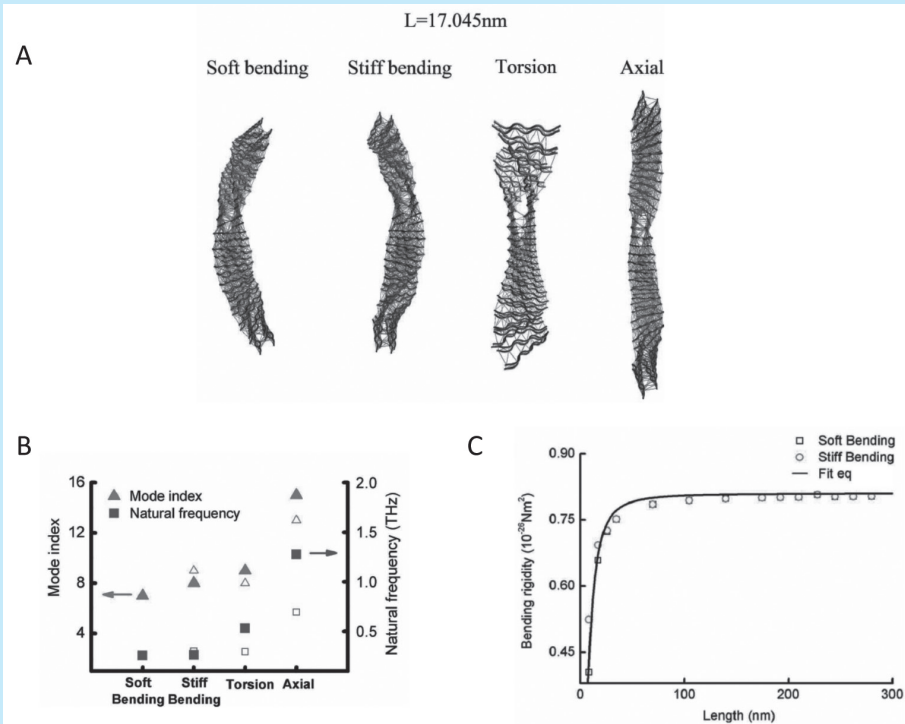 L=17.045nm
A
Soft bending Stiff bending Torsion Axial
B
16
12
8
4
Mode index
Mode index
Natural frequency
2.0
1.5
1.0
0.5
Natural frequency (THz)
Soft Bending
Stiff Bending
Torsion
Axial
C
0.90
0.75
0.60
0.45
Bending rigidity (10⁻²⁶Nm²)
Soft Bending
Stiff Bending
Fit eq
0 100 200 300
Length (nm)